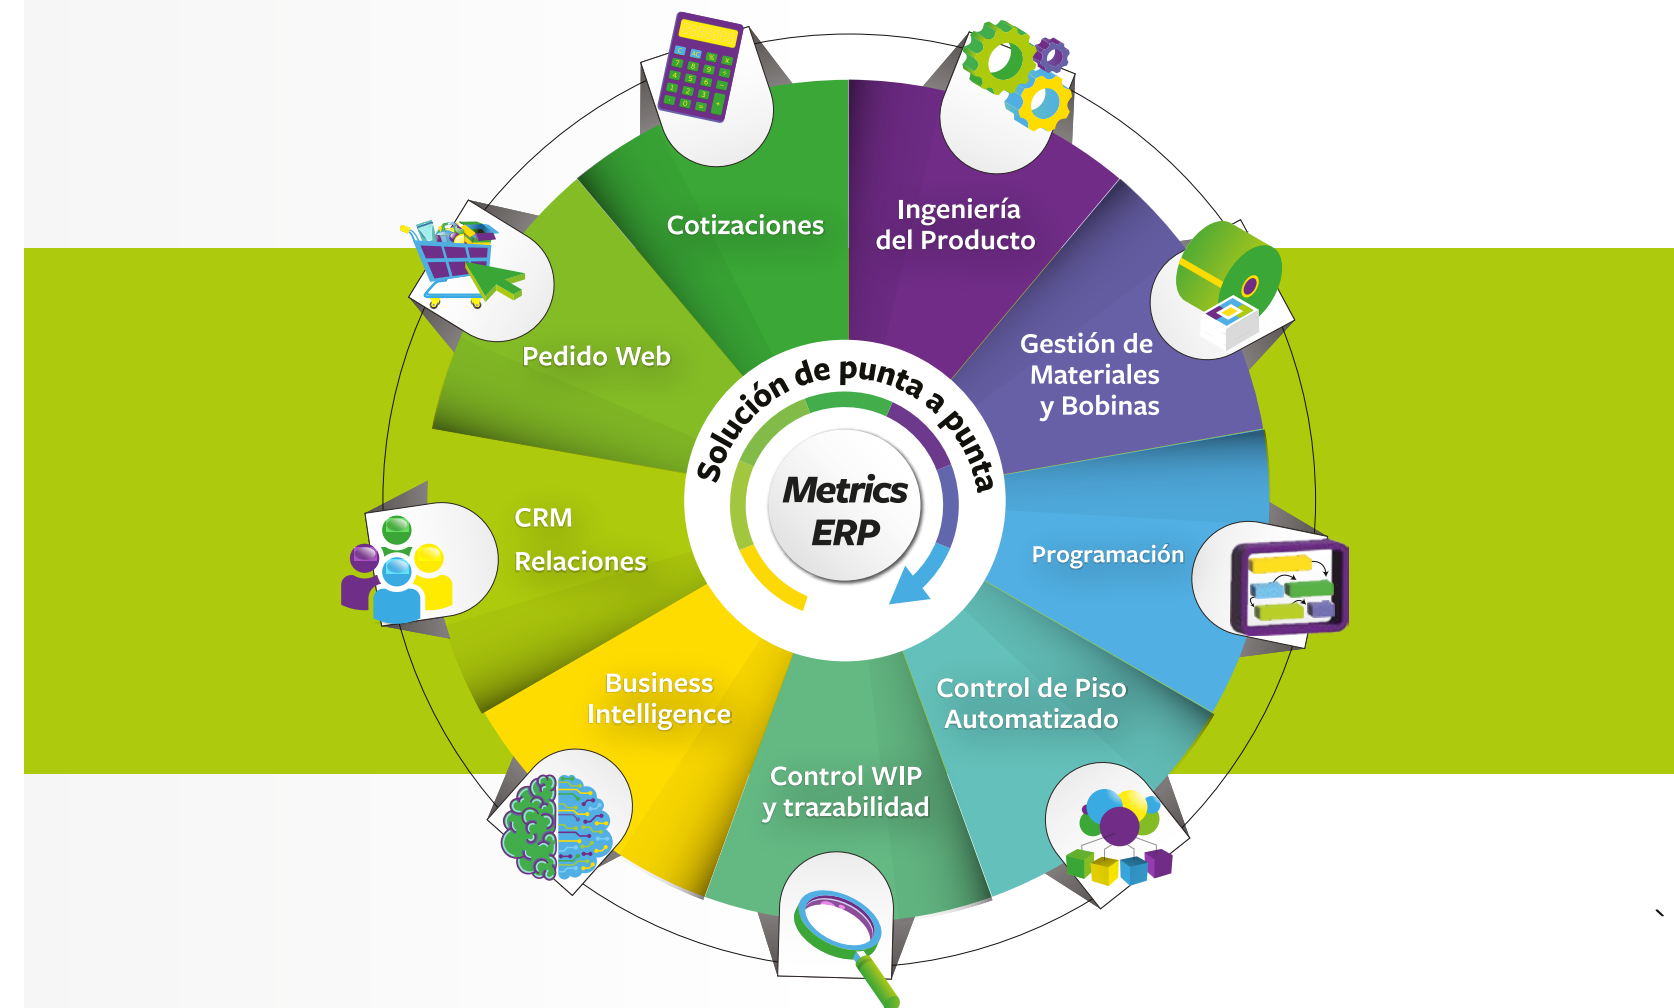 Cotizaciones
Ingeniería
del Producto
Gestión de
Materiales
y Bobinas
Programación
Control de Piso
Automatizado
Control WIP
y trazabilidad
Business
Intelligence
CRM
Relaciones
Pedido Web
Solución de punta a punta
Metrics
ERP